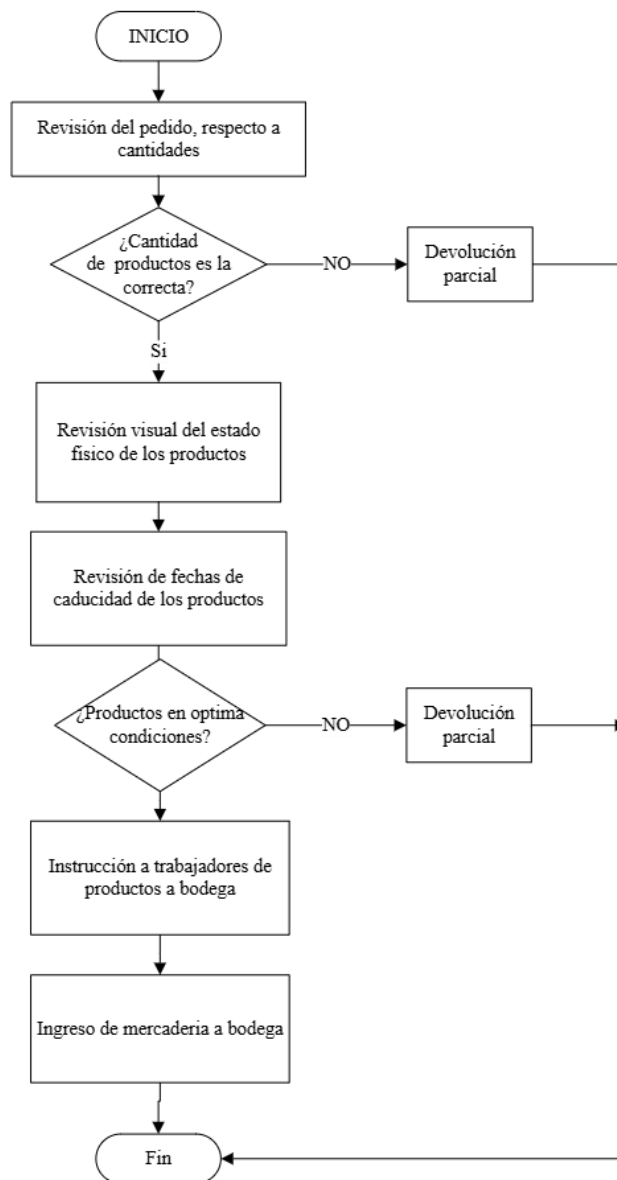 INICIO
Revisión del pedido, respecto a
cantidades
¿Cantidad
de productos es la
correcta?
NO
Devolución
parcial
Si
Revisión visual del estado
físico de los productos
Revisión de fechas de
caducidad de los productos
¿Productos en optima
condiciones?
NO
Devolución
parcial
Instrucción a trabajadores de
productos a bodega
Ingreso de mercaderia a bodega
Fin